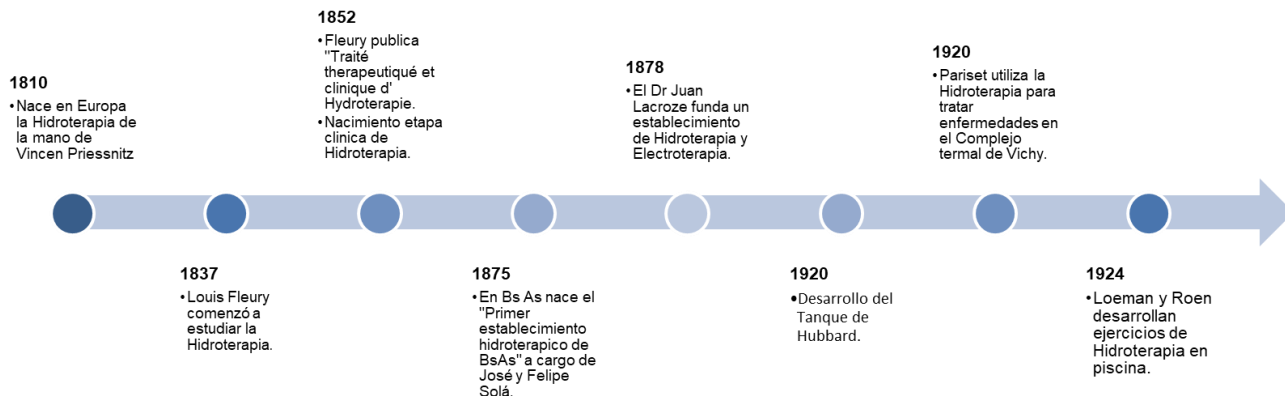 1810
•Nace en Europa
la Hidroterapia de
la mano de
Vincen Priessnitz
1837
•Louis Fleury
comenzó a
estudiar la
Hidroterapia.
1852
•Fleury publica
"Traité
therapeutiqué et
clinique d'
Hydroterapie.
•Nacimiento etapa
clinica de
Hidroterapia.
1875
•En Bs As nace el
"Primer
establecimiento
hidroterapico de
BsAs" a cargo de
José y Felipe
Solá.
1878
•El Dr Juan
Lacroze funda un
establecimiento
de Hidroterapia y
Electroterapia.
1920
•Desarrollo del
Tanque de
Hubbard.
1920
•Pariset utiliza la
Hidroterapia para
tratar
enfermedades en
el Complejo
termal de Vichy.
1924
•Loeman y Roen
desarrollan
ejercicios de
Hidroterapia en
piscina.